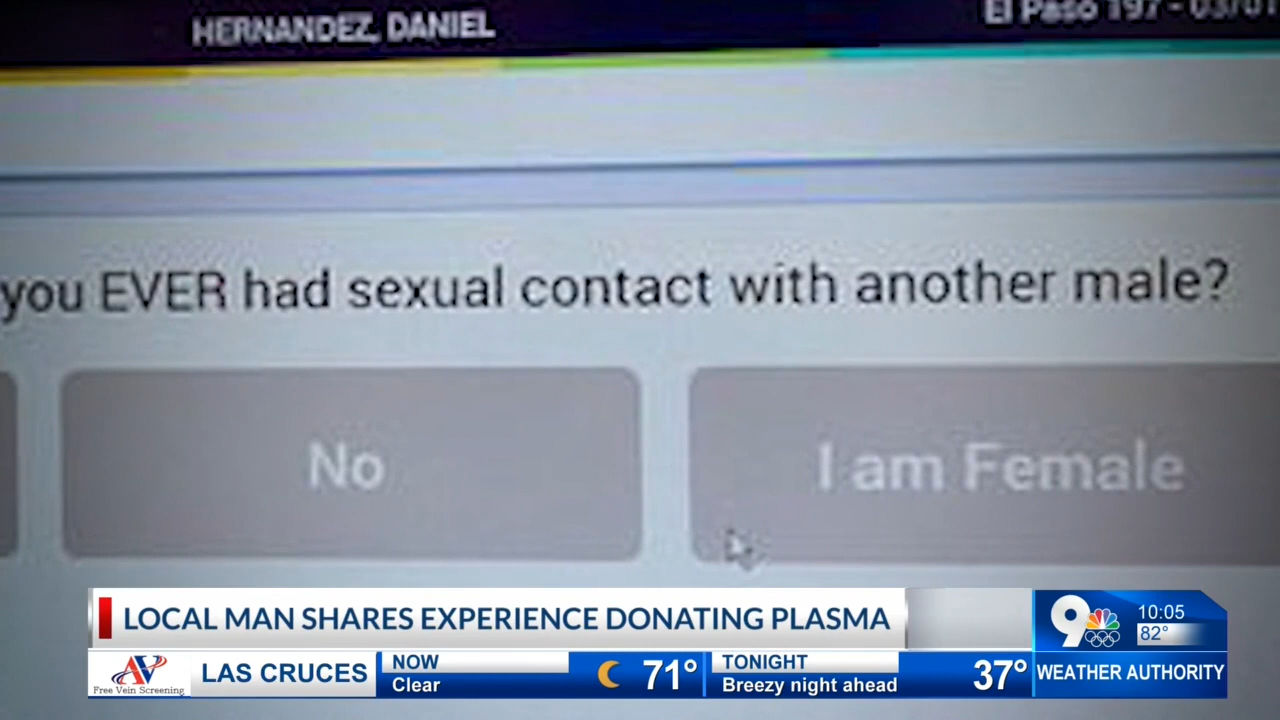 HERNANDEZ, DANIEL
El Paso 197 - 03/01
you EVER had sexual contact with another male?
No
I am Female
LOCAL MAN SHARES EXPERIENCE DONATING PLASMA
9
10:05
82°
WEATHER AUTHORITY
AV
Free Vein Screening
LAS CRUCES
NOW
Clear
71°
TONIGHT
Breezy night ahead
37°